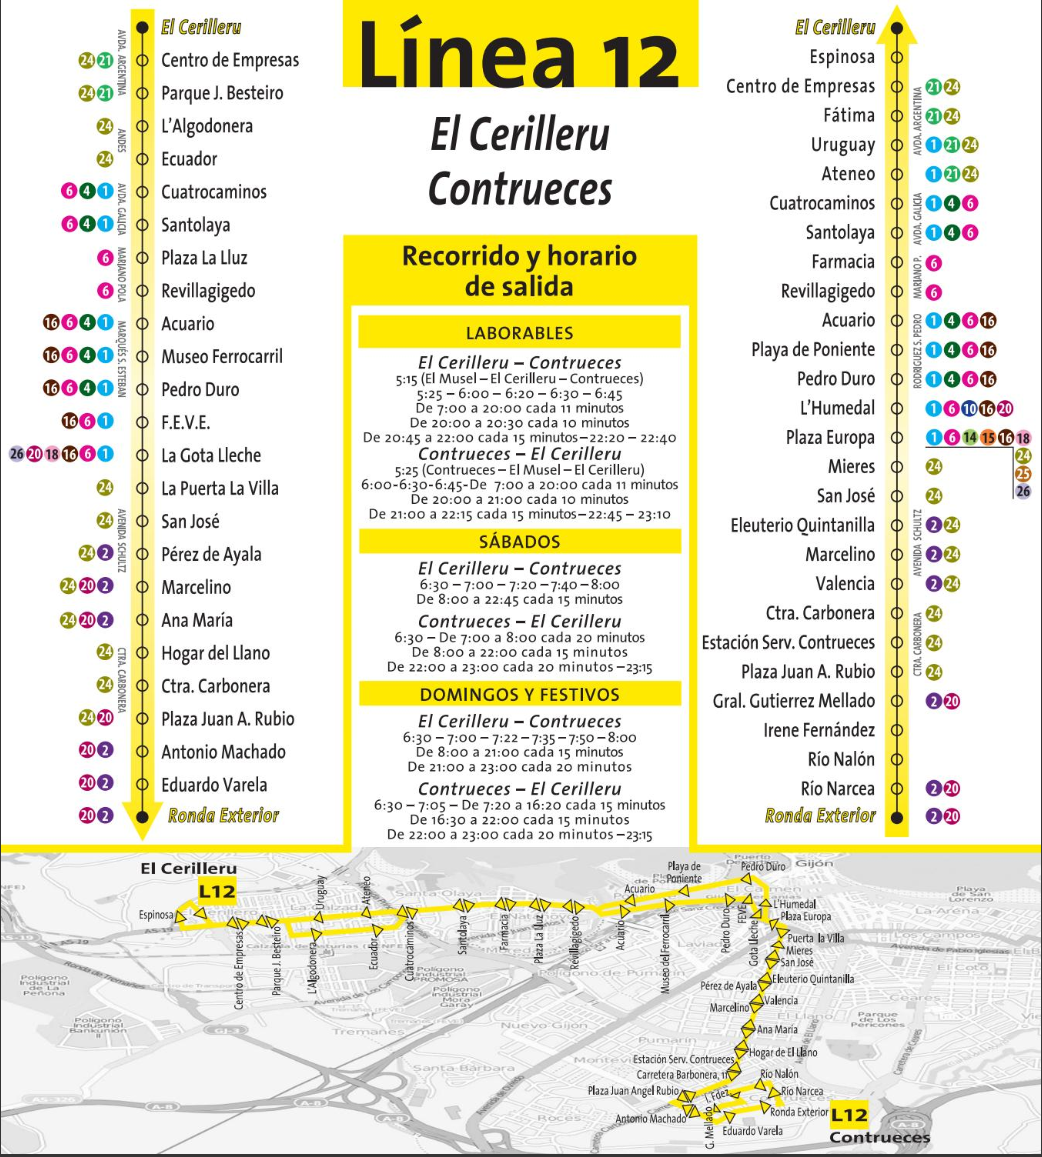 Línea 12
El Cerilleru
Contrueces
El Cerilleru
24 21 Centro de Empresas
24 21 Parque J. Besteiro
24 L'Algodonera
24 Ecuador
6 4 1 Cuatrocaminos
6 4 1 Santolaya
6 Plaza La Lluz
6 Revillagigedo
16 6 4 1 Acuario
16 6 4 1 Museo Ferrocarril
16 6 4 1 Pedro Duro
16 6 1 F.E.V.E.
26 20 18 16 6 1 La Gota Lleche
24 La Puerta La Villa
24 San José
24 2 Pérez de Ayala
24 20 2 Marcelino
24 20 2 Ana María
24 Hogar del Llano
24 Ctra. Carbonera
24 20 Plaza Juan A. Rubio
20 2 Antonio Machado
20 2 Eduardo Varela
20 2 Ronda Exterior
AVDA. ARGENTINA
ANDES
AVDA. GALICIA
MARIANO POLA
MARQUÉS S. ESTEBAN
AVENIDA SCHULTZ
CTRA. CARBONERA
Recorrido y horario
de salida
LABORABLES
El Cerilleru – Contrueces
5:15 (El Musel – El Cerilleru – Contrueces)
5:25 – 6:00 – 6:20 – 6:30 – 6:45
De 7:00 a 20:00 cada 11 minutos
De 20:00 a 20:30 cada 10 minutos
De 20:45 a 22:00 cada 15 minutos – 22:20 – 22:40
Contrueces – El Cerilleru
5:25 (Contrueces – El Musel – El Cerilleru)
6:00-6:30-6:45-De 7:00 a 20:00 cada 11 minutos
De 20:00 a 21:00 cada 10 minutos
De 21:00 a 22:15 cada 15 minutos – 22:45 – 23:10
SÁBADOS
El Cerilleru – Contrueces
6:30 – 7:00 – 7:20 – 7:40 – 8:00
De 8:00 a 22:45 cada 15 minutos
Contrueces – El Cerilleru
6:30 – De 7:00 a 8:00 cada 20 minutos
De 8:00 a 22:00 cada 15 minutos
De 22:00 a 23:00 cada 20 minutos – 23:15
DOMINGOS Y FESTIVOS
El Cerilleru – Contrueces
6:30 – 7:00 – 7:22 – 7:35 – 7:50 – 8:00
De 8:00 a 21:00 cada 15 minutos
De 21:00 a 23:00 cada 20 minutos
Contrueces – El Cerilleru
6:30 – 7:05 – De 7:20 a 16:20 cada 15 minutos
De 16:30 a 22:00 cada 15 minutos
De 22:00 a 23:00 cada 20 minutos – 23:15
El Cerilleru
Espinosa
Centro de Empresas 21 24
Fátima 21 24
Uruguay 1 21 24
Ateneo 1 21 24
Cuatrocaminos 1 4 6
Santolaya 1 4 6
Farmacia 6
Revillagigedo 6
Acuario 1 4 6 16
Playa de Poniente 1 4 6 16
Pedro Duro 1 4 6 16
L'Humedal 1 6 10 16 20
Plaza Europa 1 6 14 15 16 18
24
25
26
Mieres 24
San José 24
Eleuterio Quintanilla 2 24
Marcelino 2 24
Valencia 2 24
Ctra. Carbonera 24
Estación Serv. Contrueces 24
Plaza Juan A. Rubio 24
Gral. Gutierrez Mellado 2 20
Irene Fernández
Río Nalón
Río Narcea 2 20
Ronda Exterior 2 20
AVDA. ARGENTINA
AVDA. GALICIA
MARIANO P.
RODRIGUEZ S. PEDRO
AVENIDA SCHULTZ
CTRA. CARBONERA
El Cerilleru
L12
Espinosa
Centro de Empresas
Parque J. Besteiro
Uruguay
L'Algodonera
Ateneo
Ecuador
Cuatrocaminos
Santolaya
Farmacia
Plaza La Luz
Revillagigedo
Acuario
Acuario
Playa de
Poniente
Museo del Ferrocarril
Pedro Duro
Pedro Duro
FEVE
Gota Lleche
L'Humedal
Plaza Europa
Puerta la Villa
Mieres
San José
Eleuterio Quintanilla
Pérez de Ayala
Valencia
Marcelino
Ana María
Hogar de El Llano
Estación Serv. Contrueces
Carretera Barbonera, 11
Río Nalón
Plaza Juan Angel Rubio
Río Narcea
I. Fdez
Ronda Exterior
Antonio Machado
G. Mellado
Eduardo Varela
L12
Contrueces
Gijón
Santa Olaya
La Calzada
El Natahoyo
El Carmen
Playa de
San Lorenzo
La Arena
AS-19
AS-19
Polígono
Industrial
de La
Peñona
Polígono
Industrial
Bankunión
II
Polígono
Industrial
PROMOSA
Polígono
industrial
Mora
Garay
Tremañes
Nuevo Gijón
Santa Bárbara
Pumarín
Montevil
Roces
El Llano
El Coto
Ceares
Parque
de Los
Pericones
Contrueces
GJ-3
AS-326
A-8
A-8
A-8
A-8